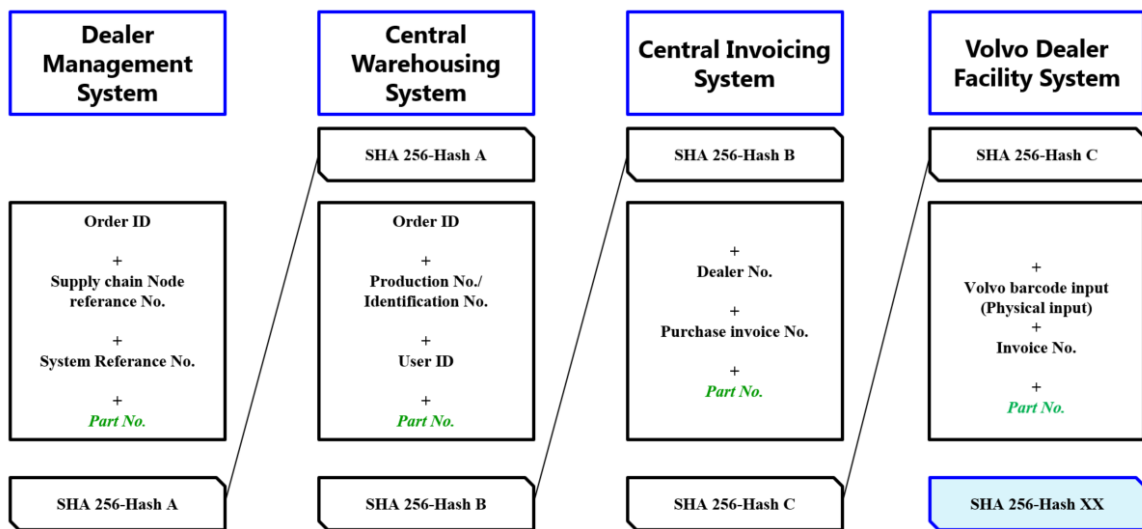 Dealer
Management
System
Central
Warehousing
System
Central Invoicing
System
Volvo Dealer
Facility System
SHA 256-Hash A
SHA 256-Hash B
SHA 256-Hash C
Order ID
+
Supply chain Node
referance No.
+
System Referance No.
+
Part No.
Order ID
+
Production No./
Identification No.
+
User ID
+
Part No.
+
Dealer No.
+
Purchase invoice No.
+
Part No.
+
Volvo barcode input
(Physical input)
+
Invoice No.
+
Part No.
SHA 256-Hash A
SHA 256-Hash B
SHA 256-Hash C
SHA 256-Hash XX